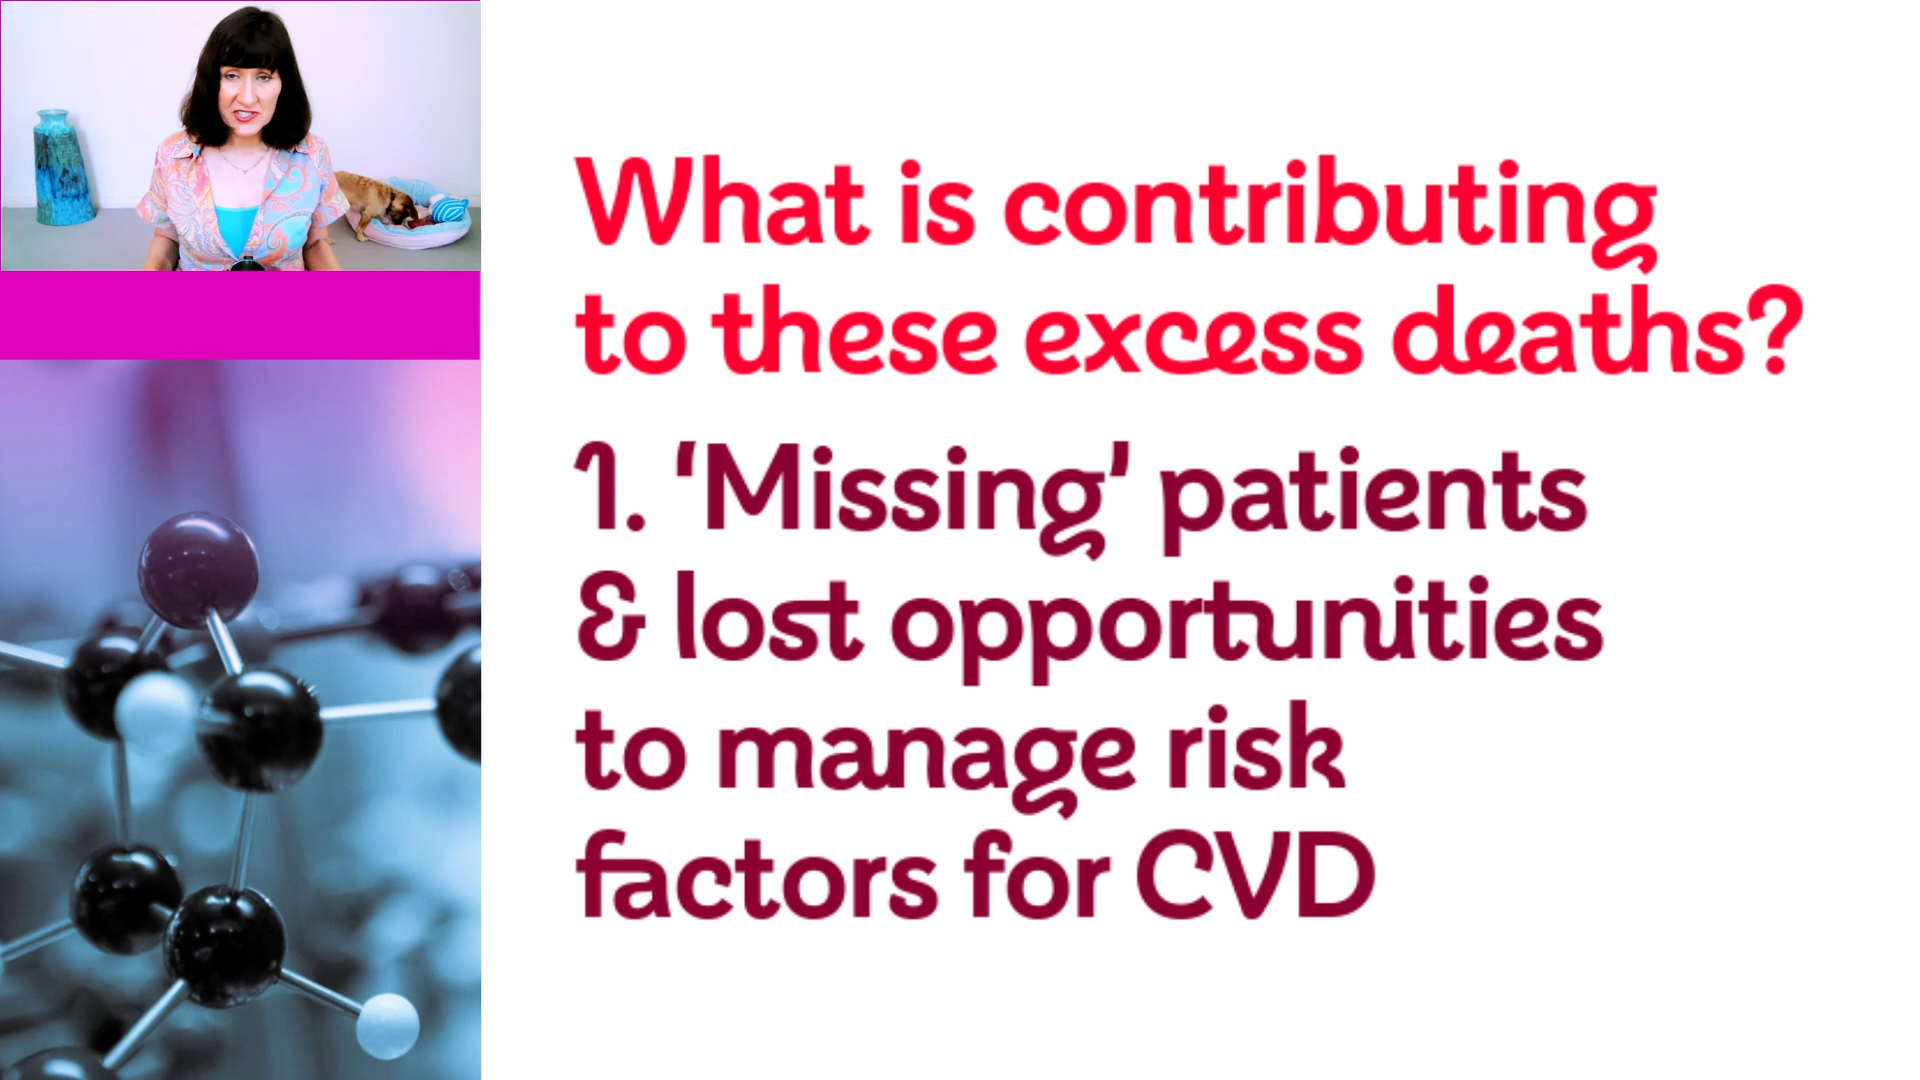 What is contributing
to these excess deaths?
1. ‘Missing’ patients
& lost opportunities
to manage risk
factors for CVD